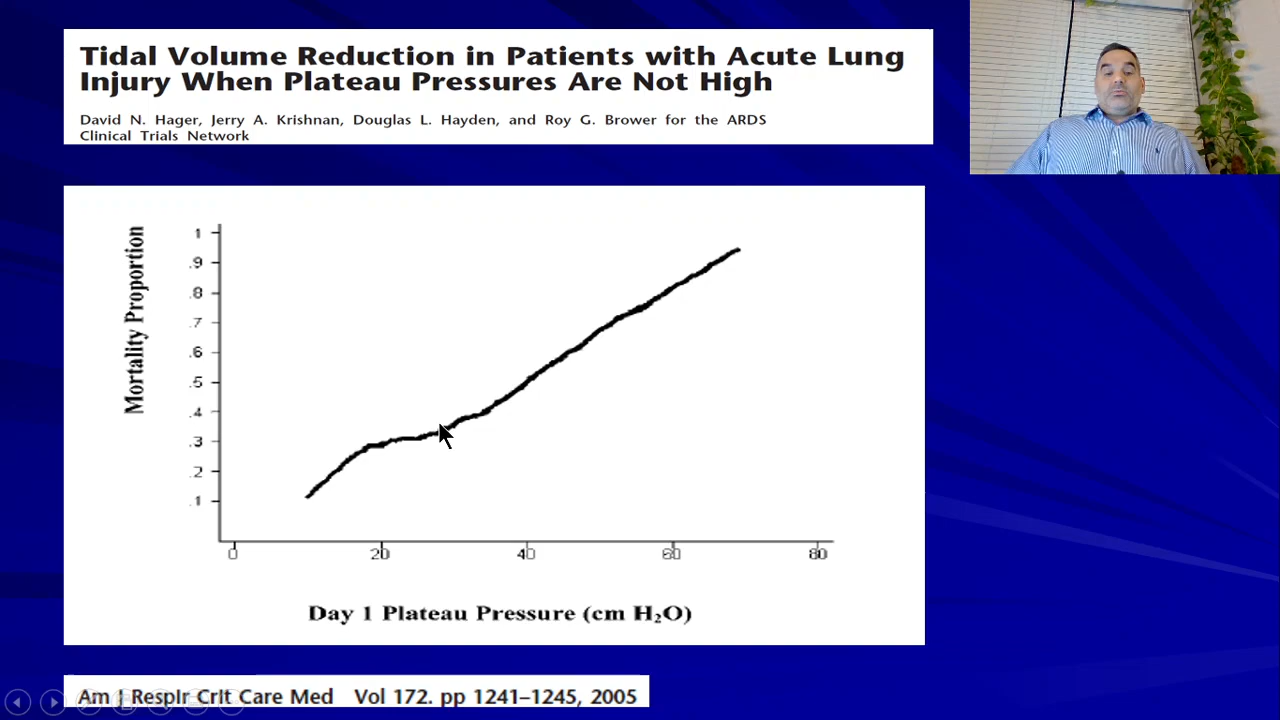 Tidal Volume Reduction in Patients with Acute Lung
Injury When Plateau Pressures Are Not High
David N. Hager, Jerry A. Krishnan, Douglas L. Hayden, and Roy G. Brower for the ARDS
Clinical Trials Network
Mortality Proportion
1
.9
.8
.7
.6
.5
.4
.3
.2
.1
0 20 40 60 80
Day 1 Plateau Pressure (cm H₂O)
Am J Respir Crit Care Med Vol 172. pp 1241–1245, 2005